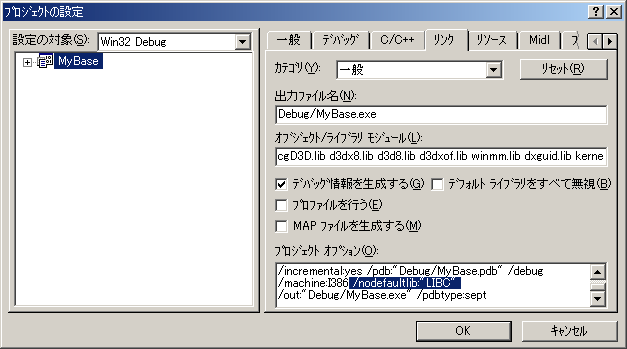 プロジェクトの設定
設定の対象(S): Win32 Debug
MyBase
一般 デバッグ C/C++ リンク リソース Midl
カテゴリ(Y): 一般 リセット(R)
出力ファイル名(N):
Debug/MyBase.exe
オブジェクト/ライブラリ モジュール(L):
cgD3D.lib d3dx8.lib d3d8.lib d3dxof.lib winmm.lib dxguid.lib kerne
デバッグ情報を生成する(G) デフォルト ライブラリをすべて無視(B)
プロファイルを行う(E)
MAP ファイルを生成する(M)
プロジェクト オプション(O):
/incremental:yes /pdb:"Debug/MyBase.pdb" /debug
/machine:I386 /nodefaultlib:"LIBC"
/out:"Debug/MyBase.exe" /pdbtype:sept
OK キャンセル